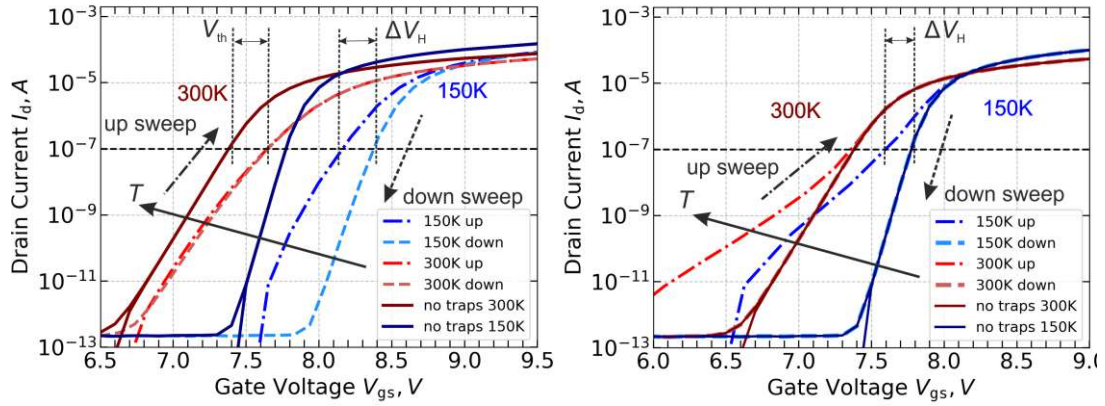 10⁻³
10⁻⁵
10⁻⁷
10⁻⁹
10⁻¹¹
10⁻¹³
Drain Current I_d, A
V_th
ΔV_H
300K
150K
up sweep
down sweep
T
150K up
150K down
300K up
300K down
no traps 300K
no traps 150K
6.5 7.0 7.5 8.0 8.5 9.0 9.5
Gate Voltage V_gs, V
10⁻³
10⁻⁵
10⁻⁷
10⁻⁹
10⁻¹¹
10⁻¹³
Drain Current I_d, A
ΔV_H
300K
150K
up sweep
down sweep
T
150K up
150K down
300K up
300K down
no traps 300K
no traps 150K
6.0 6.5 7.0 7.5 8.0 8.5 9.0
Gate Voltage V_gs, V